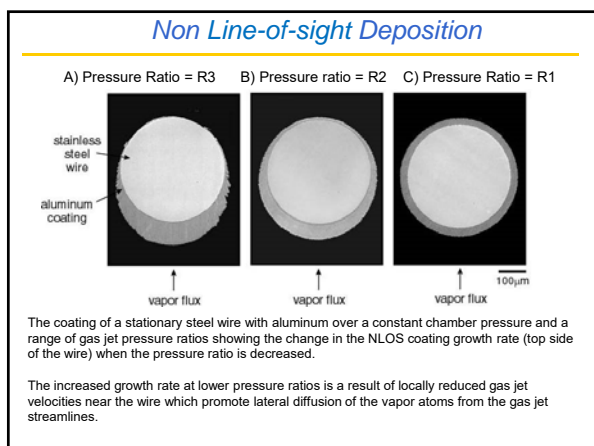 Non Line-of-sight Deposition
A) Pressure Ratio = R3 B) Pressure ratio = R2 C) Pressure Ratio = R1
stainless
steel
wire
aluminum
coating
vapor flux vapor flux vapor flux
100μm
The coating of a stationary steel wire with aluminum over a constant chamber pressure and a
range of gas jet pressure ratios showing the change in the NLOS coating growth rate (top side
of the wire) when the pressure ratio is decreased.
The increased growth rate at lower pressure ratios is a result of locally reduced gas jet
velocities near the wire which promote lateral diffusion of the vapor atoms from the gas jet
streamlines.